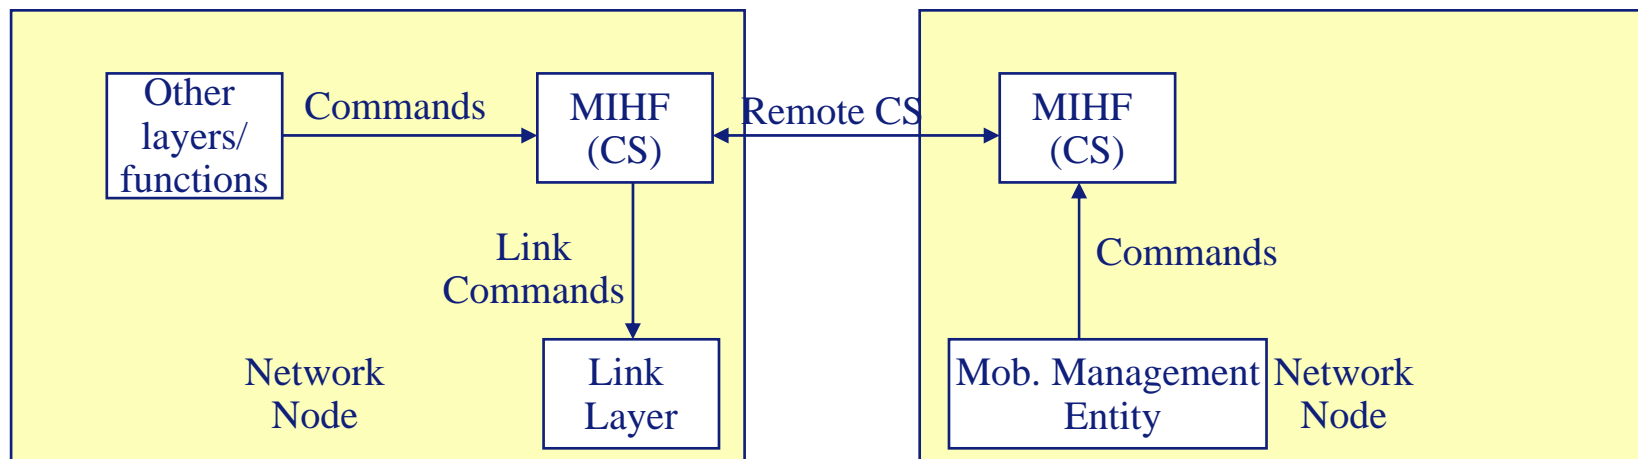 Other
layers/
functions
Commands
MIHF
(CS)
Remote CS
MIHF
(CS)
Link
Commands
Commands
Network
Node
Link
Layer
Mob. Management
Entity
Network
Node